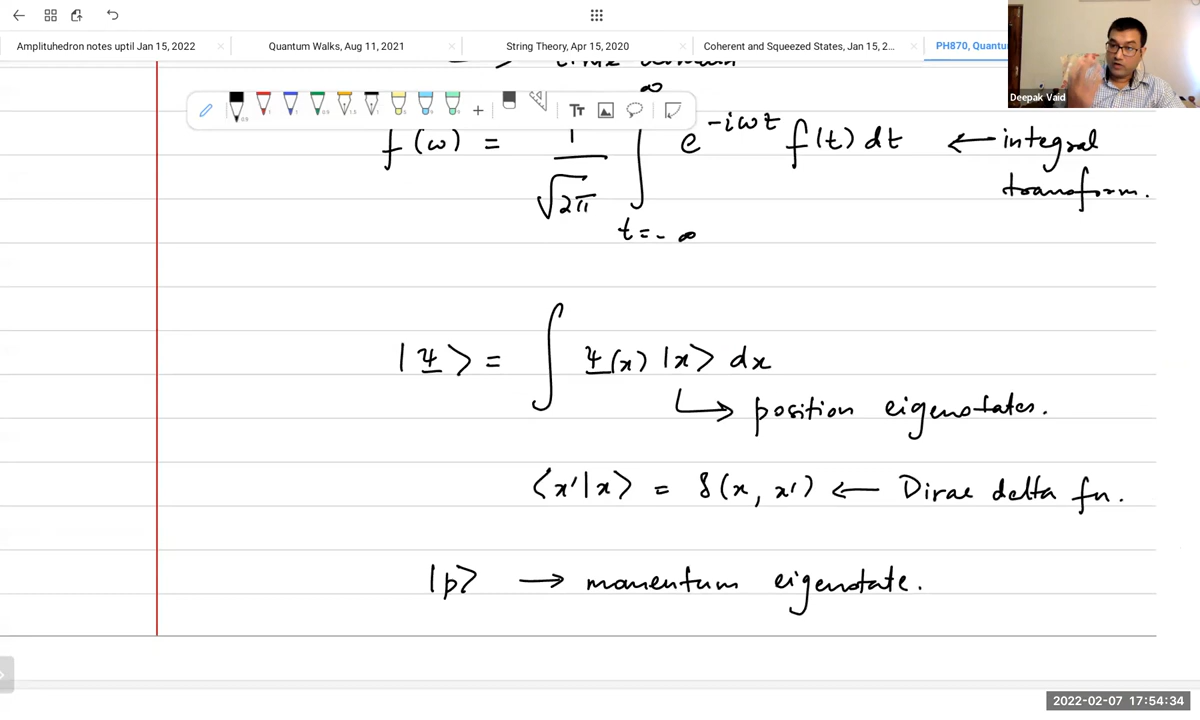 Amplituhedron notes uptil Jan 15, 2022
Quantum Walks, Aug 11, 2021
String Theory, Apr 15, 2020
Coherent and Squeezed States, Jan 15, 2...
PH870, Quantu
Deepak Vaid
Tт
f(ω) = 1/√2π ∫_{t=-∞}^{∞} e^{-iωt} f(t) dt ← integral
transform.
|Ψ> = ∫ Ψ(x) |x> dx
↳ position eigenstates.
<x'|x> = δ(x, x') ← Dirac delta fn.
|p> → momentum eigenstate.
2022-02-07 17:54:34